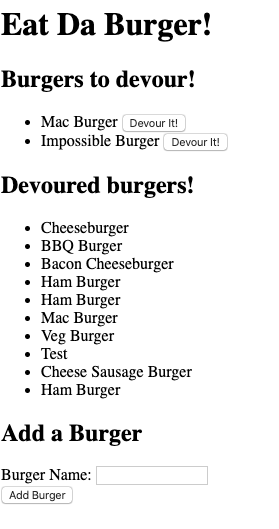 Eat Da Burger!
Burgers to devour!
Mac Burger Devour It!
Impossible Burger Devour It!
Devoured burgers!
Cheeseburger
BBQ Burger
Bacon Cheeseburger
Ham Burger
Ham Burger
Mac Burger
Veg Burger
Test
Cheese Sausage Burger
Ham Burger
Add a Burger
Burger Name:
Add Burger